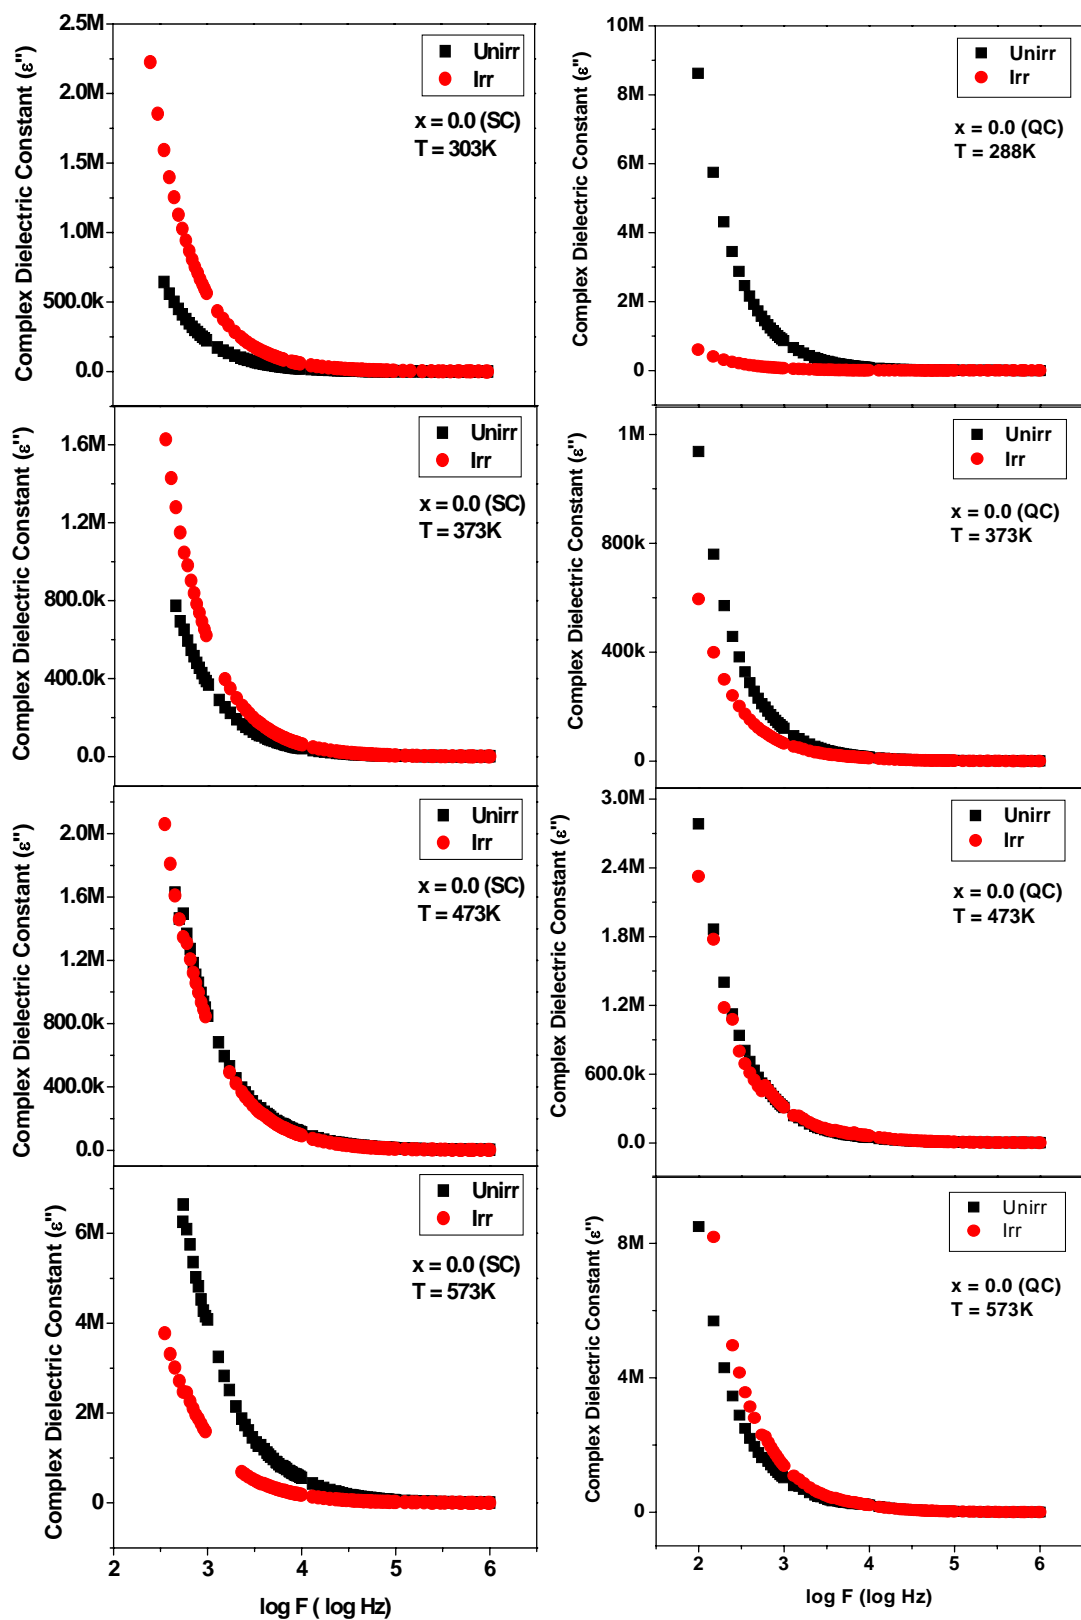 Complex Dielectric Constant (ε")
2.5M
2.0M
1.5M
1.0M
500.0k
0.0
Unirr
Irr
x = 0.0 (SC)
T = 303K
Complex Dielectric Constant (ε")
10M
8M
6M
4M
2M
0
Unirr
Irr
x = 0.0 (QC)
T = 288K
Complex Dielectric Constant (ε")
1.6M
1.2M
800.0k
400.0k
0.0
Unirr
Irr
x = 0.0 (SC)
T = 373K
Complex Dielectric Constant (ε")
1M
800k
400k
0
Unirr
Irr
x = 0.0 (QC)
T = 373K
Complex Dielectric Constant (ε")
2.0M
1.6M
1.2M
800.0k
400.0k
0.0
Unirr
Irr
x = 0.0 (SC)
T = 473K
Complex Dielectric Constant (ε")
3.0M
2.4M
1.8M
1.2M
600.0k
0.0
Unirr
Irr
x = 0.0 (QC)
T = 473K
Complex Dielectric Constant (ε")
6M
4M
2M
0
Unirr
Irr
x = 0.0 (SC)
T = 573K
2 3 4 5 6
log F ( log Hz)
Complex Dielectric Constant (ε")
8M
4M
0
Unirr
Irr
x = 0.0 (QC)
T = 573K
2 3 4 5 6
log F (log Hz)